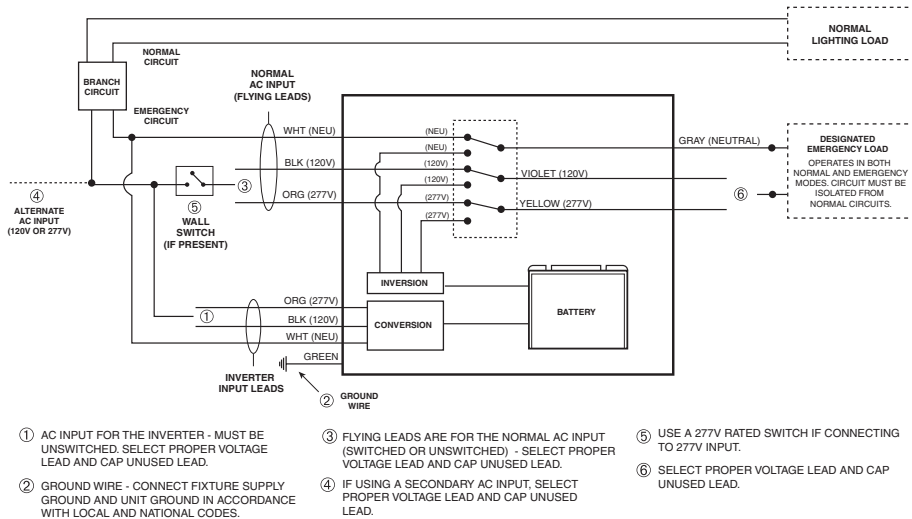 NORMAL
LIGHTING LOAD
NORMAL
CIRCUIT
BRANCH
CIRCUIT
EMERGENCY
CIRCUIT
NORMAL
AC INPUT
(FLYING LEADS)
WHT (NEU)
BLK (120V)
ORG (277V)
(NEU)
(NEU)
(120V)
(120V)
(277V)
(277V)
GRAY (NEUTRAL)
VIOLET (120V)
YELLOW (277V)
DESIGNATED
EMERGENCY LOAD
OPERATES IN BOTH
NORMAL AND EMERGENCY
MODES. CIRCUIT MUST BE
ISOLATED FROM
NORMAL CIRCUITS.
⑥
③
④
ALTERNATE
AC INPUT
(120V OR 277V)
⑤
WALL
SWITCH
(IF PRESENT)
INVERSION
CONVERSION
BATTERY
ORG (277V)
①
BLK (120V)
WHT (NEU)
GREEN
INVERTER
INPUT LEADS
② GROUND
WIRE
① AC INPUT FOR THE INVERTER - MUST BE
UNSWITCHED. SELECT PROPER VOLTAGE
LEAD AND CAP UNUSED LEAD.
② GROUND WIRE - CONNECT FIXTURE SUPPLY
GROUND AND UNIT GROUND IN ACCORDANCE
WITH LOCAL AND NATIONAL CODES.
③ FLYING LEADS ARE FOR THE NORMAL AC INPUT
(SWITCHED OR UNSWITCHED) - SELECT PROPER
VOLTAGE LEAD AND CAP UNUSED LEAD.
④ IF USING A SECONDARY AC INPUT, SELECT
PROPER VOLTAGE LEAD AND CAP UNUSED
LEAD.
⑤ USE A 277V RATED SWITCH IF CONNECTING
TO 277V INPUT.
⑥ SELECT PROPER VOLTAGE LEAD AND CAP
UNUSED LEAD.